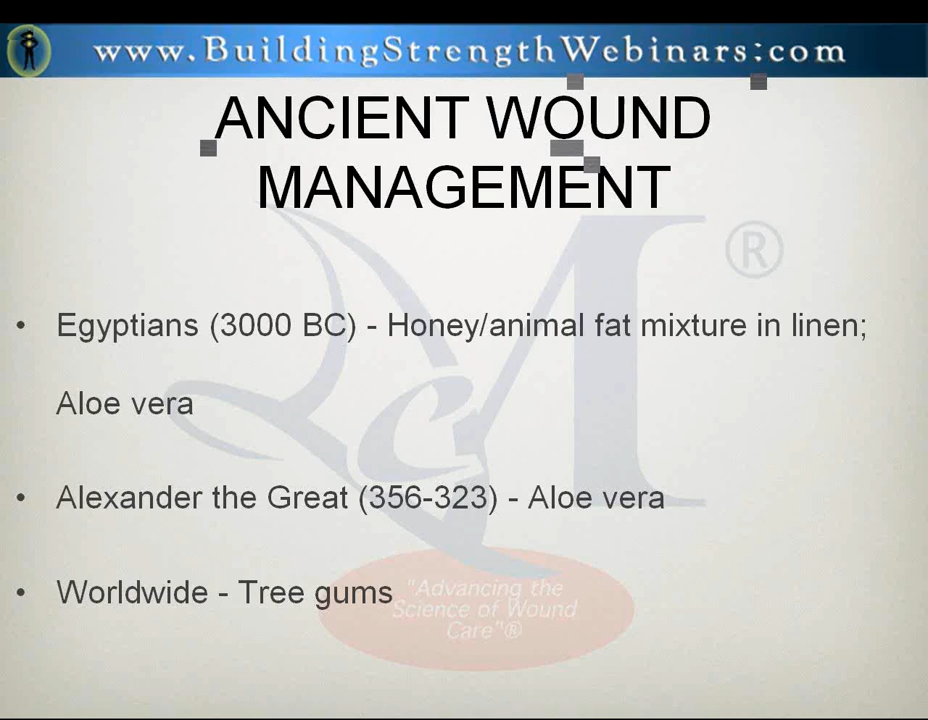 www.BuildingStrengthWebinars.com
ANCIENT WOUND
MANAGEMENT
®
• Egyptians (3000 BC) - Honey/animal fat mixture in linen;
Aloe vera
• Alexander the Great (356-323) - Aloe vera
• Worldwide - Tree gums
"Advancing the
Science of Wound
Care"®